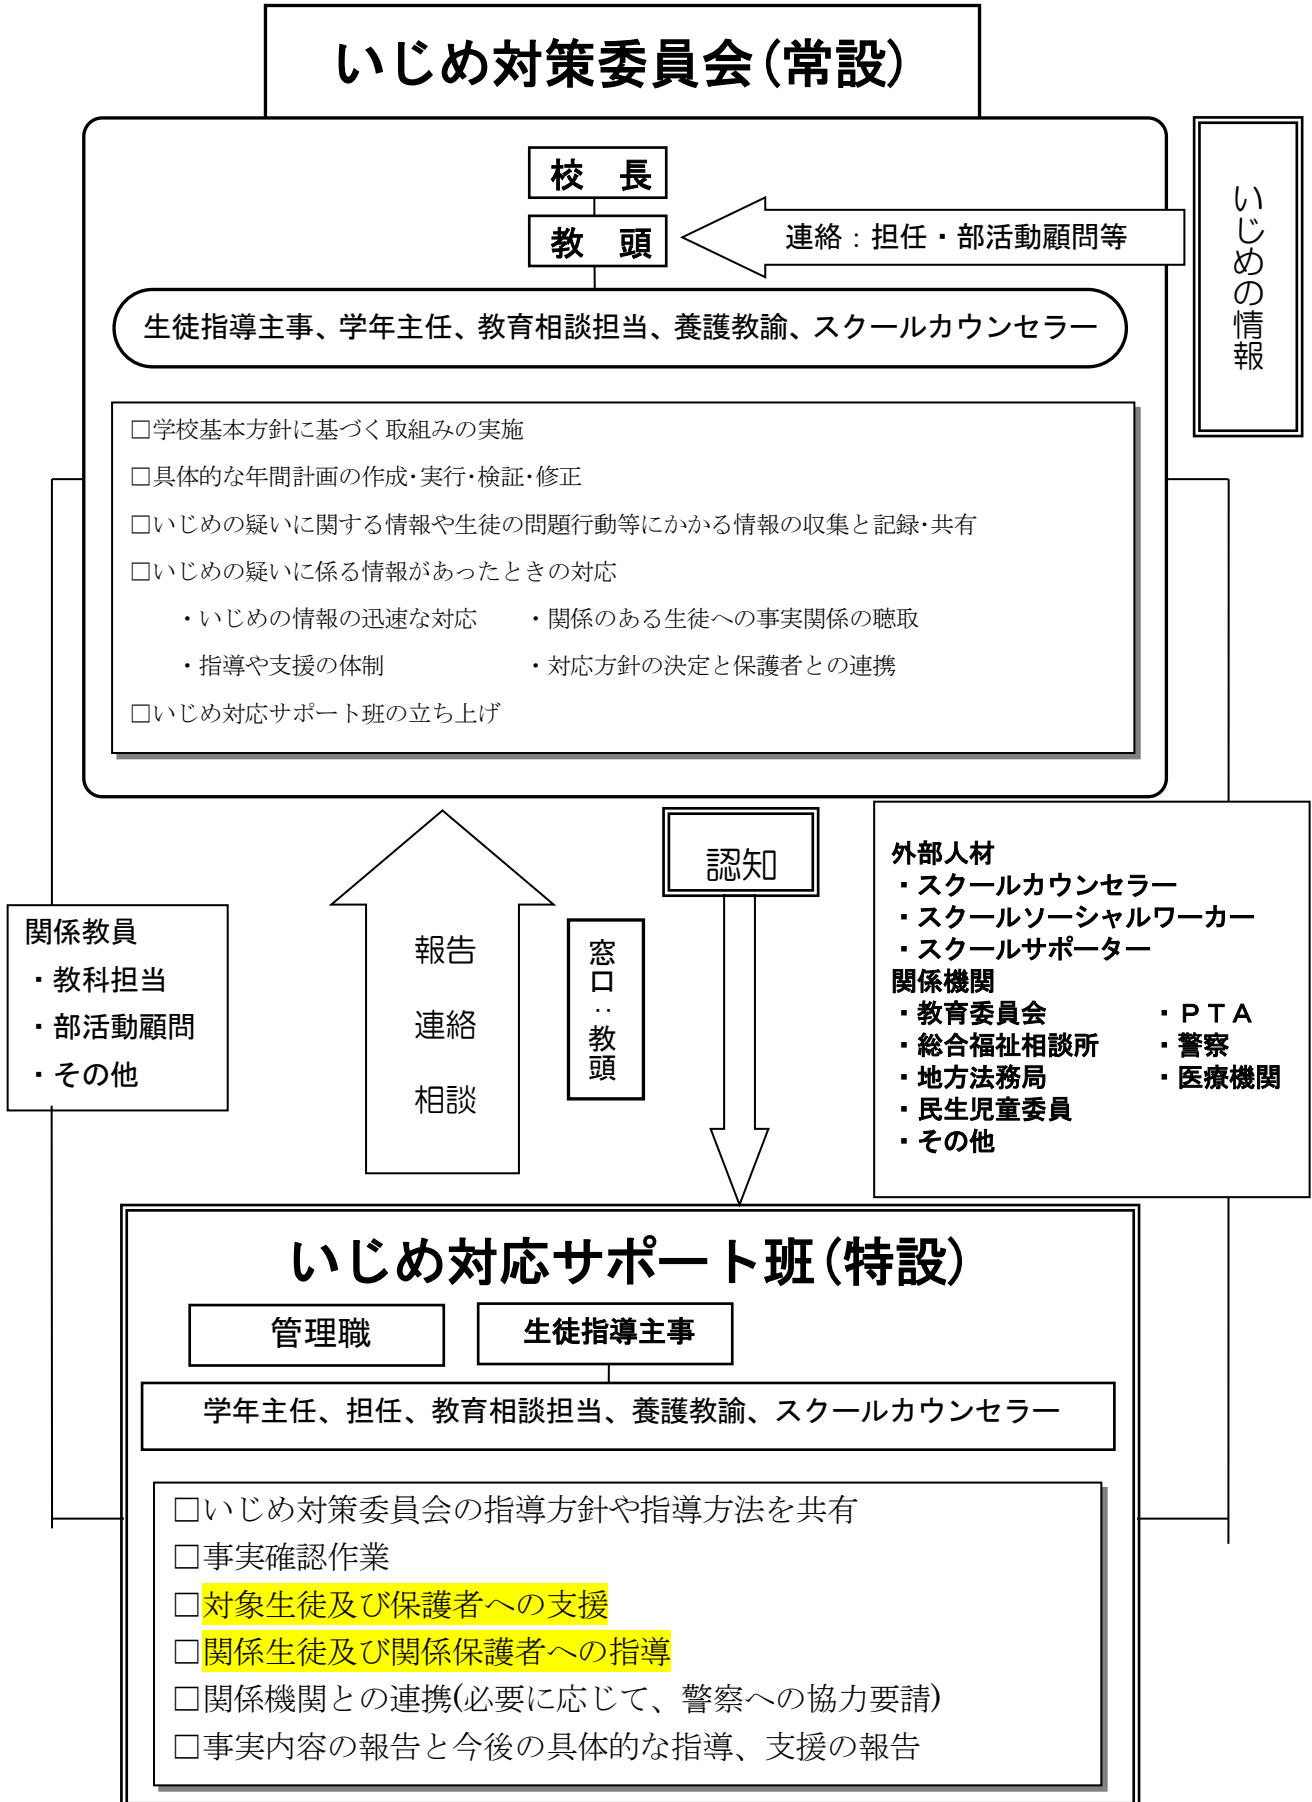 いじめ対策委員会(常設)
校　長
教　頭
連絡：担任・部活動顧問等
いじめの情報
生徒指導主事、学年主任、教育相談担当、養護教諭、スクールカウンセラー
□学校基本方針に基づく取組みの実施
□具体的な年間計画の作成･実行･検証･修正
□いじめの疑いに関する情報や生徒の問題行動等にかかる情報の収集と記録･共有
□いじめの疑いに係る情報があったときの対応
・いじめの情報の迅速な対応　　・関係のある生徒への事実関係の聴取
・指導や支援の体制　　・対応方針の決定と保護者との連携
□いじめ対応サポート班の立ち上げ
関係教員
・教科担当
・部活動顧問
・その他
報告
連絡
相談
窓口：教頭
認知
外部人材
・スクールカウンセラー
・スクールソーシャルワーカー
・スクールサポーター
関係機関
・教育委員会　　・ＰＴＡ
・総合福祉相談所　　・警察
・地方法務局　　・医療機関
・民生児童委員
・その他
いじめ対応サポート班(特設)
管理職
生徒指導主事
学年主任、担任、教育相談担当、養護教諭、スクールカウンセラー
□いじめ対策委員会の指導方針や指導方法を共有
□事実確認作業
□対象生徒及び保護者への支援
□関係生徒及び関係保護者への指導
□関係機関との連携(必要に応じて、警察への協力要請)
□事実内容の報告と今後の具体的な指導、支援の報告